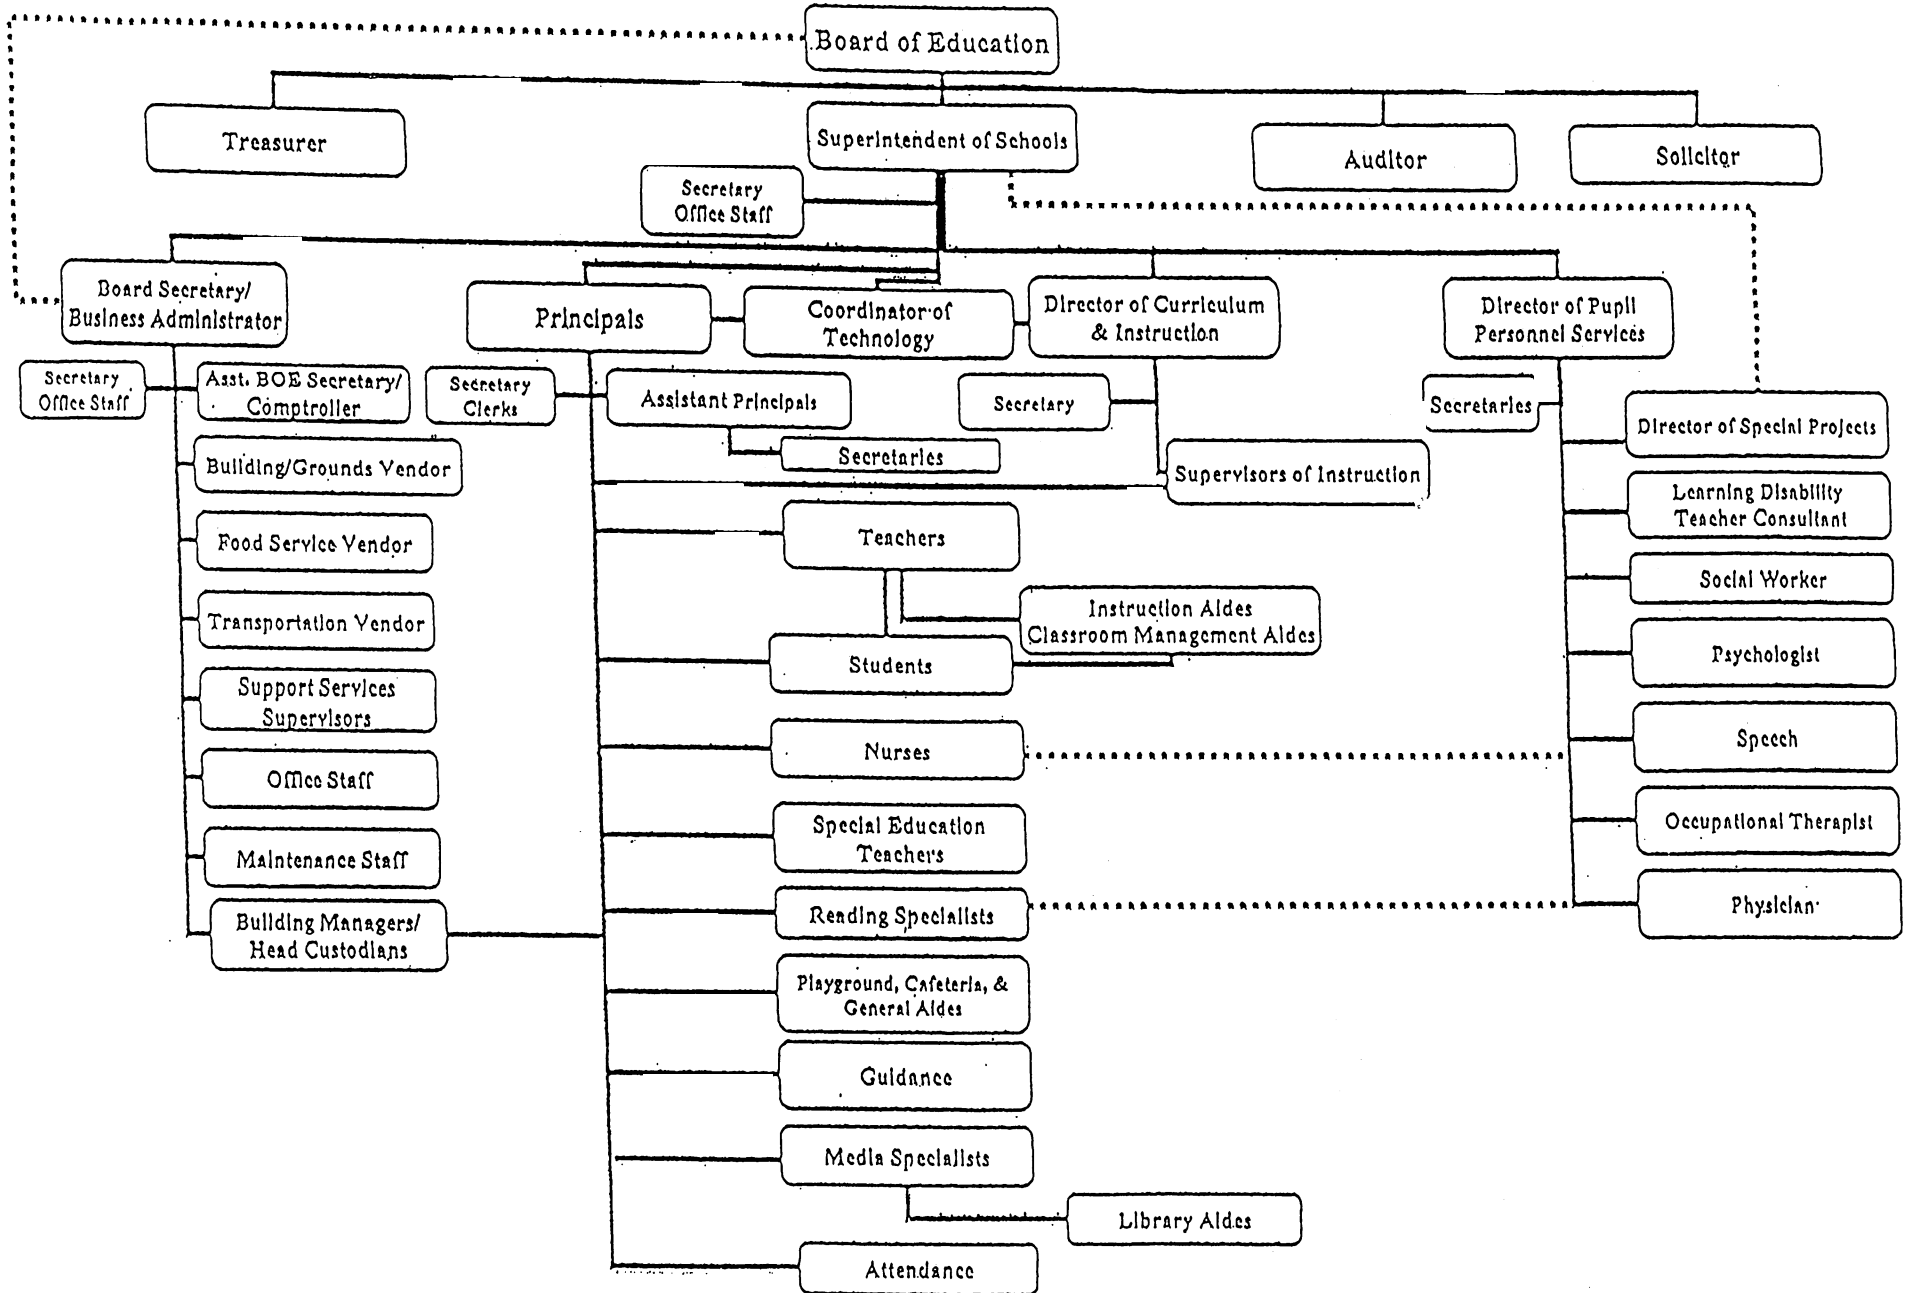 Board of Education
Treasurer
Superintendent of Schools
Auditor
Solicitor
Secretary
Office Staff
Board Secretary/
Business Administrator
Principals
Coordinator of
Technology
Director of Curriculum
& Instruction
Director of Pupil
Personnel Services
Secretary
Office Staff
Asst. BOE Secretary/
Comptroller
Secretary
Clerks
Assistant Principals
Secretary
Secretaries
Director of Special Projects
Building/Grounds Vendor
Secretaries
Supervisors of Instruction
Learning Disability
Teacher Consultant
Food Service Vendor
Teachers
Social Worker
Transportation Vendor
Instruction Aides
Classroom Management Aides
Students
Psychologist
Support Services
Supervisors
Nurses
Speech
Office Staff
Special Education
Teachers
Occupational Therapist
Maintenance Staff
Reading Specialists
Physician
Building Managers/
Head Custodians
Playground, Cafeteria, &
General Aides
Guidance
Media Specialists
Library Aides
Attendance